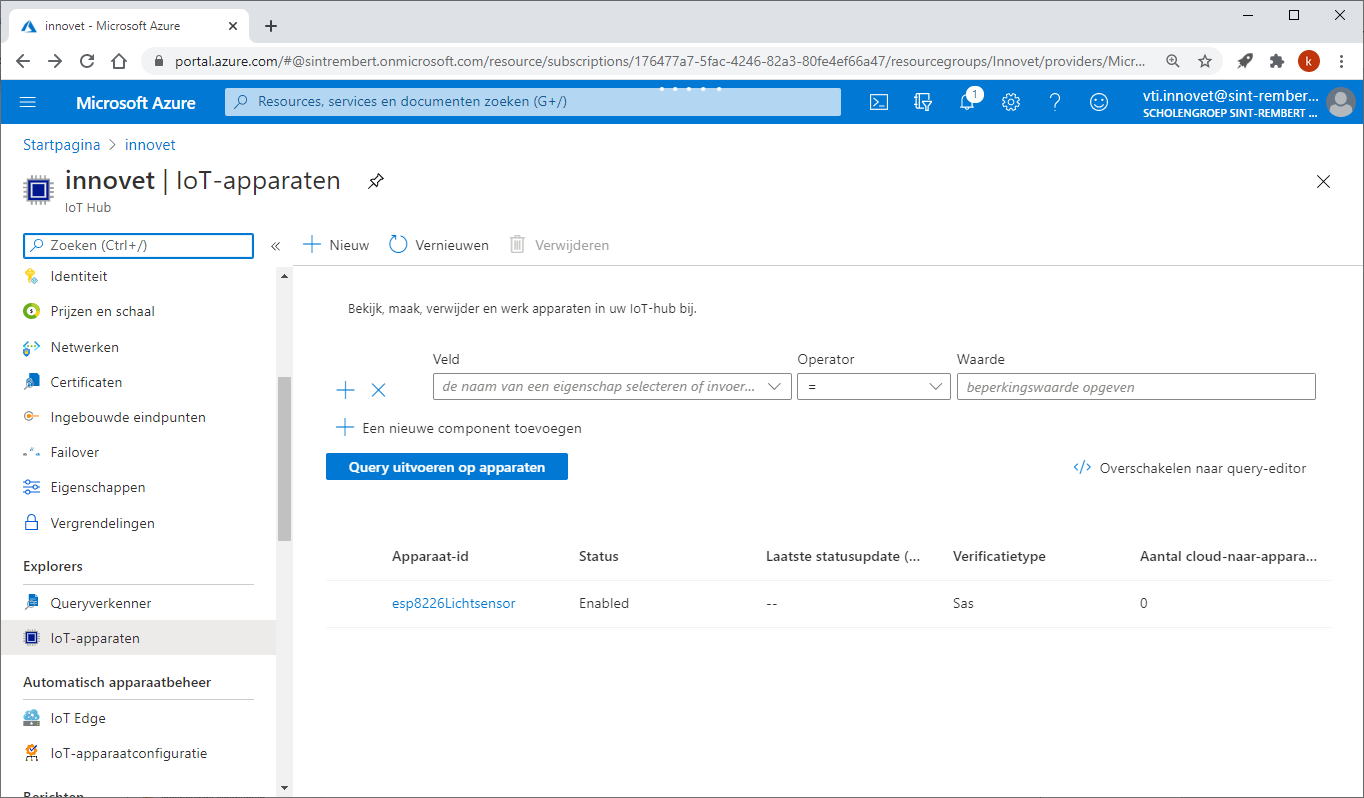 innovet - Microsoft Azure
portal.azure.com/#@sintrembert.onmicrosoft.com/resource/subscriptions/176477a7-5fac-4246-82a3-80fe4ef66a47/resourcegroups/Innovet/providers/Micr...
k
Microsoft Azure
Resources, services en documenten zoeken (G+/)
1
vti.innovet@sint-rember...
SCHOLENGROEP SINT-REMBERT ...
Startpagina > innovet
innovet | IoT-apparaten
IoT Hub
Zoeken (Ctrl+/)
«
Nieuw
Vernieuwen
Verwijderen
Identiteit
Prijzen en schaal
Netwerken
Certificaten
Ingebouwde eindpunten
Failover
Eigenschappen
Vergrendelingen
Explorers
Queryverkenner
IoT-apparaten
Automatisch apparaatbeheer
IoT Edge
IoT-apparaatconfiguratie
Berichten
Bekijk, maak, verwijder en werk apparaten in uw IoT-hub bij.
Veld Operator Waarde
de naam van een eigenschap selecteren of invoer... = beperkingswaarde opgeven
Een nieuwe component toevoegen
Query uitvoeren op apparaten
</> Overschakelen naar query-editor
Apparaat-id Status Laatste statusupdate (... Verificatietype Aantal cloud-naar-appara...
esp8226Lichtsensor Enabled -- Sas 0